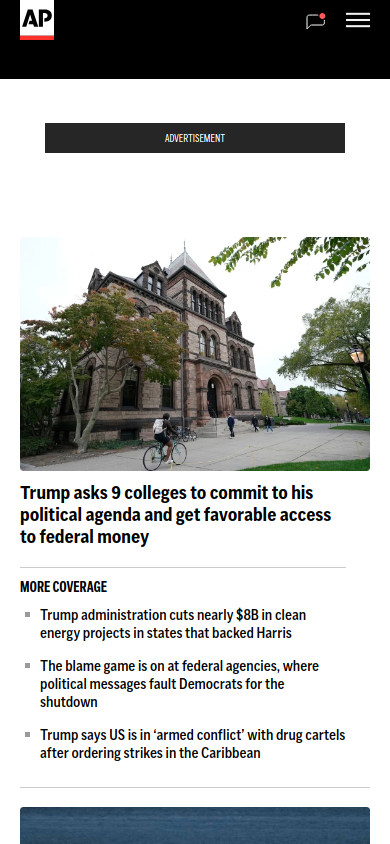 AP
ADVERTISEMENT
Trump asks 9 colleges to commit to his
political agenda and get favorable access
to federal money
MORE COVERAGE
Trump administration cuts nearly $8B in clean
energy projects in states that backed Harris
The blame game is on at federal agencies, where
political messages fault Democrats for the
shutdown
Trump says US is in ‘armed conflict’ with drug cartels
after ordering strikes in the Caribbean